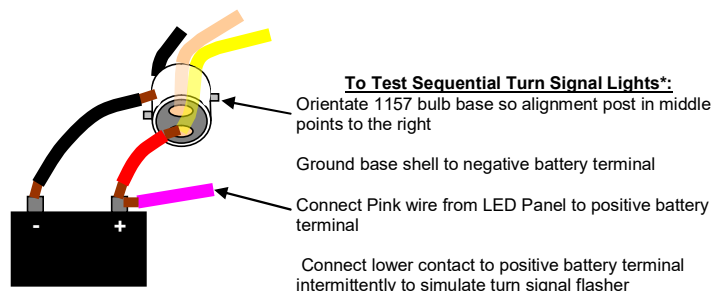 To Test Sequential Turn Signal Lights*:
Orientate 1157 bulb base so alignment post in middle
points to the right
Ground base shell to negative battery terminal
Connect Pink wire from LED Panel to positive battery
terminal
Connect lower contact to positive battery terminal
intermittently to simulate turn signal flasher
- +